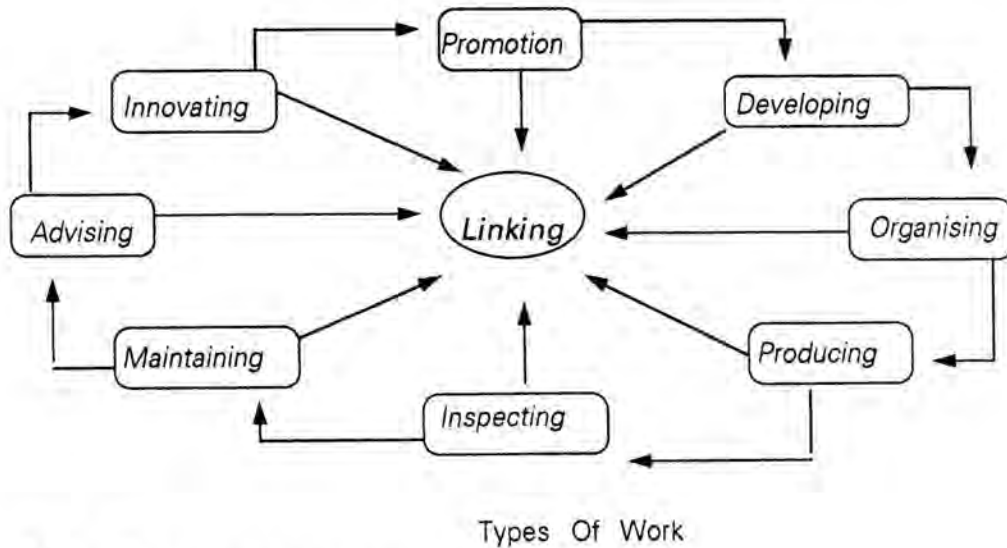 Promotion
Innovating
Developing
Advising
Linking
Organising
Maintaining
Producing
Inspecting
Types Of Work